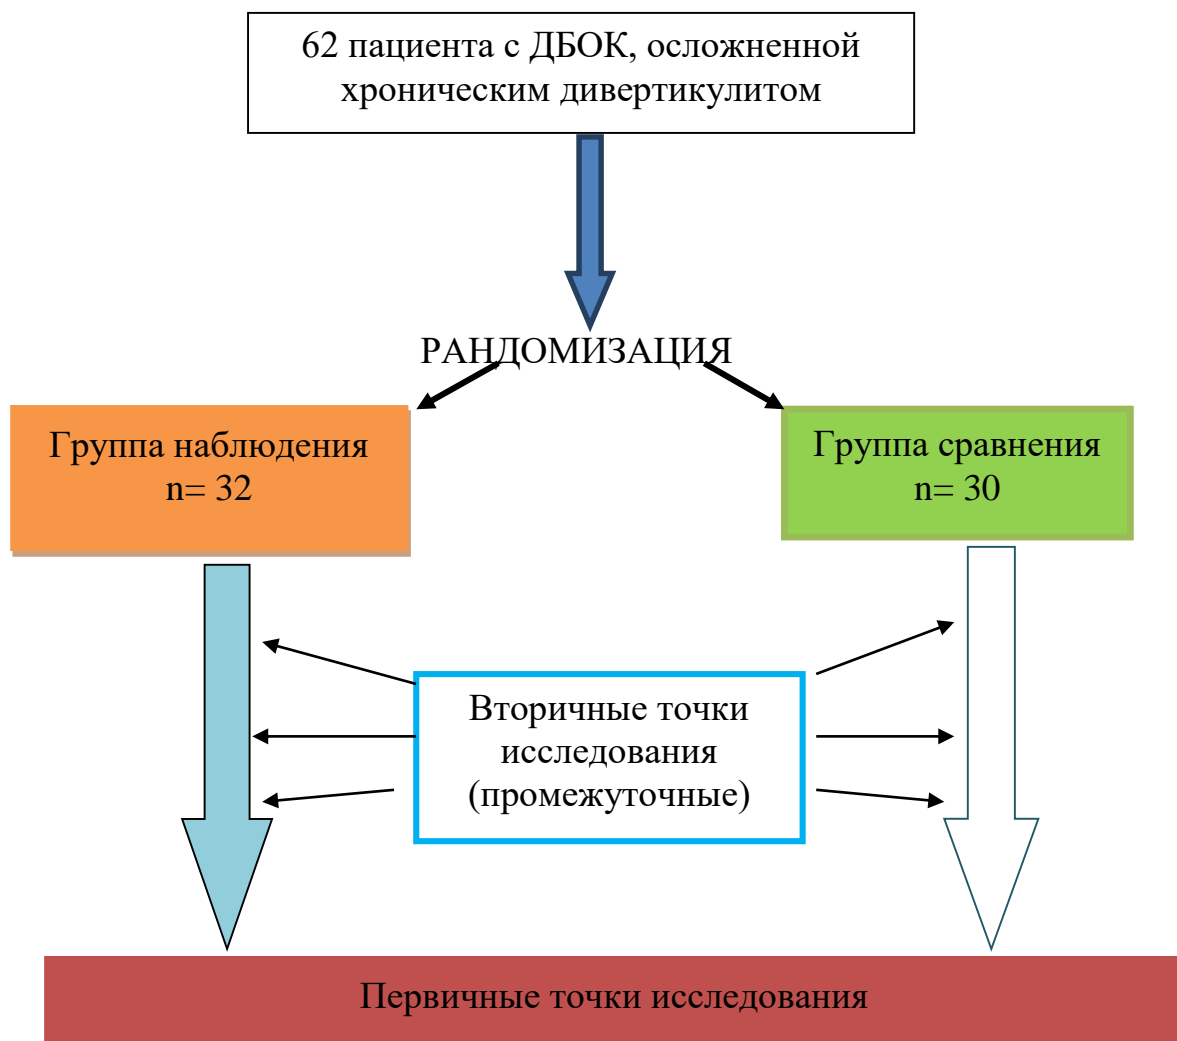 62 пациента с ДБОК, осложненной
хроническим дивертикулитом
РАНДОМИЗАЦИЯ
Группа наблюдения
n= 32
Группа сравнения
n= 30
Вторичные точки
исследования
(промежуточные)
Первичные точки исследования